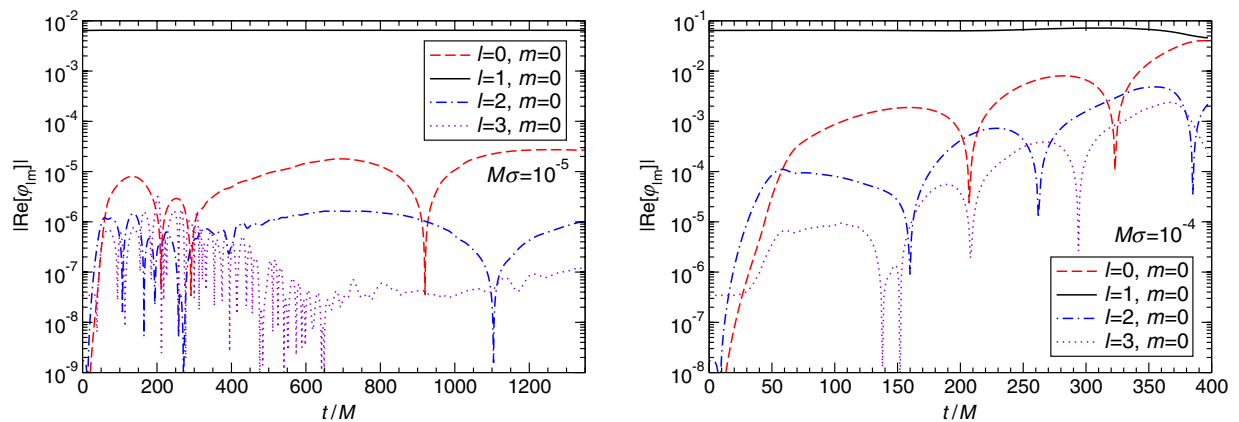 10⁻²
10⁻³
10⁻⁴
10⁻⁵
10⁻⁶
10⁻⁷
10⁻⁸
10⁻⁹
|Re[φ_lm]|
l=0, m=0
l=1, m=0
l=2, m=0
l=3, m=0
Mσ=10⁻⁵
0 200 400 600 800 1000 1200
t / M
10⁻¹
10⁻²
10⁻³
10⁻⁴
10⁻⁵
10⁻⁶
10⁻⁷
10⁻⁸
|Re[φ_lm]|
Mσ=10⁻⁴
l=0, m=0
l=1, m=0
l=2, m=0
l=3, m=0
0 50 100 150 200 250 300 350 400
t / M